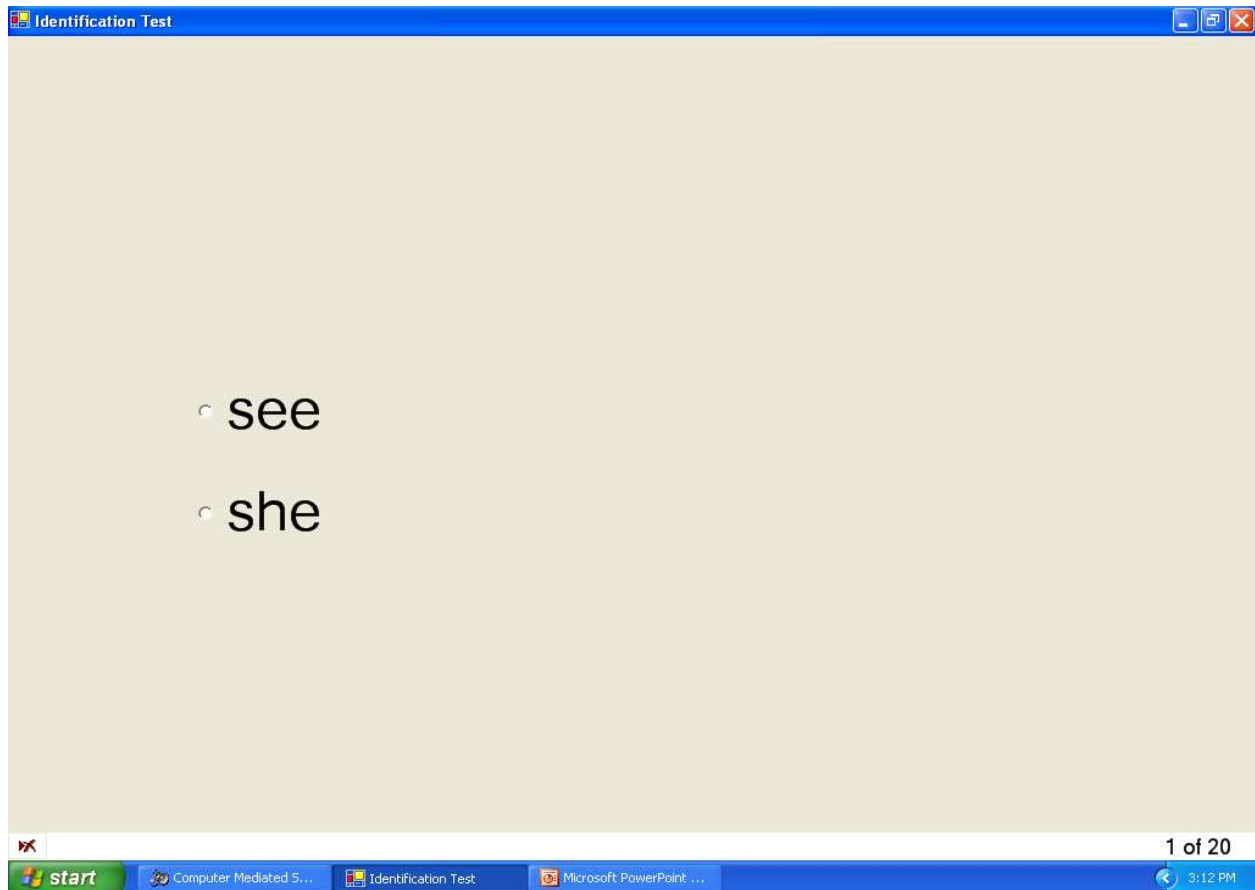 Identification Test
see
she
1 of 20
start Computer Mediated S... Identification Test Microsoft PowerPoint ... 3:12 PM